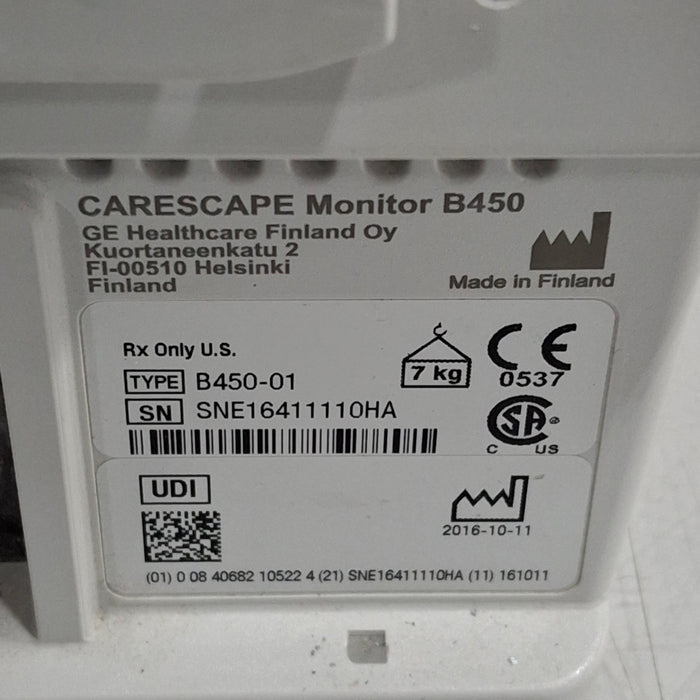 CARESCAPE Monitor B450
GE Healthcare Finland Oy
Kuortaneenkatu 2
FI-00510 Helsinki
Finland
Made in Finland
Rx Only U.S.
TYPE B450-01
SN SNE16411110HA
7 kg
CE
0537
SA
C US
UDI
2016-10-11
(01) 0 08 40682 10522 4 (21) SNE16411110HA (11) 161011